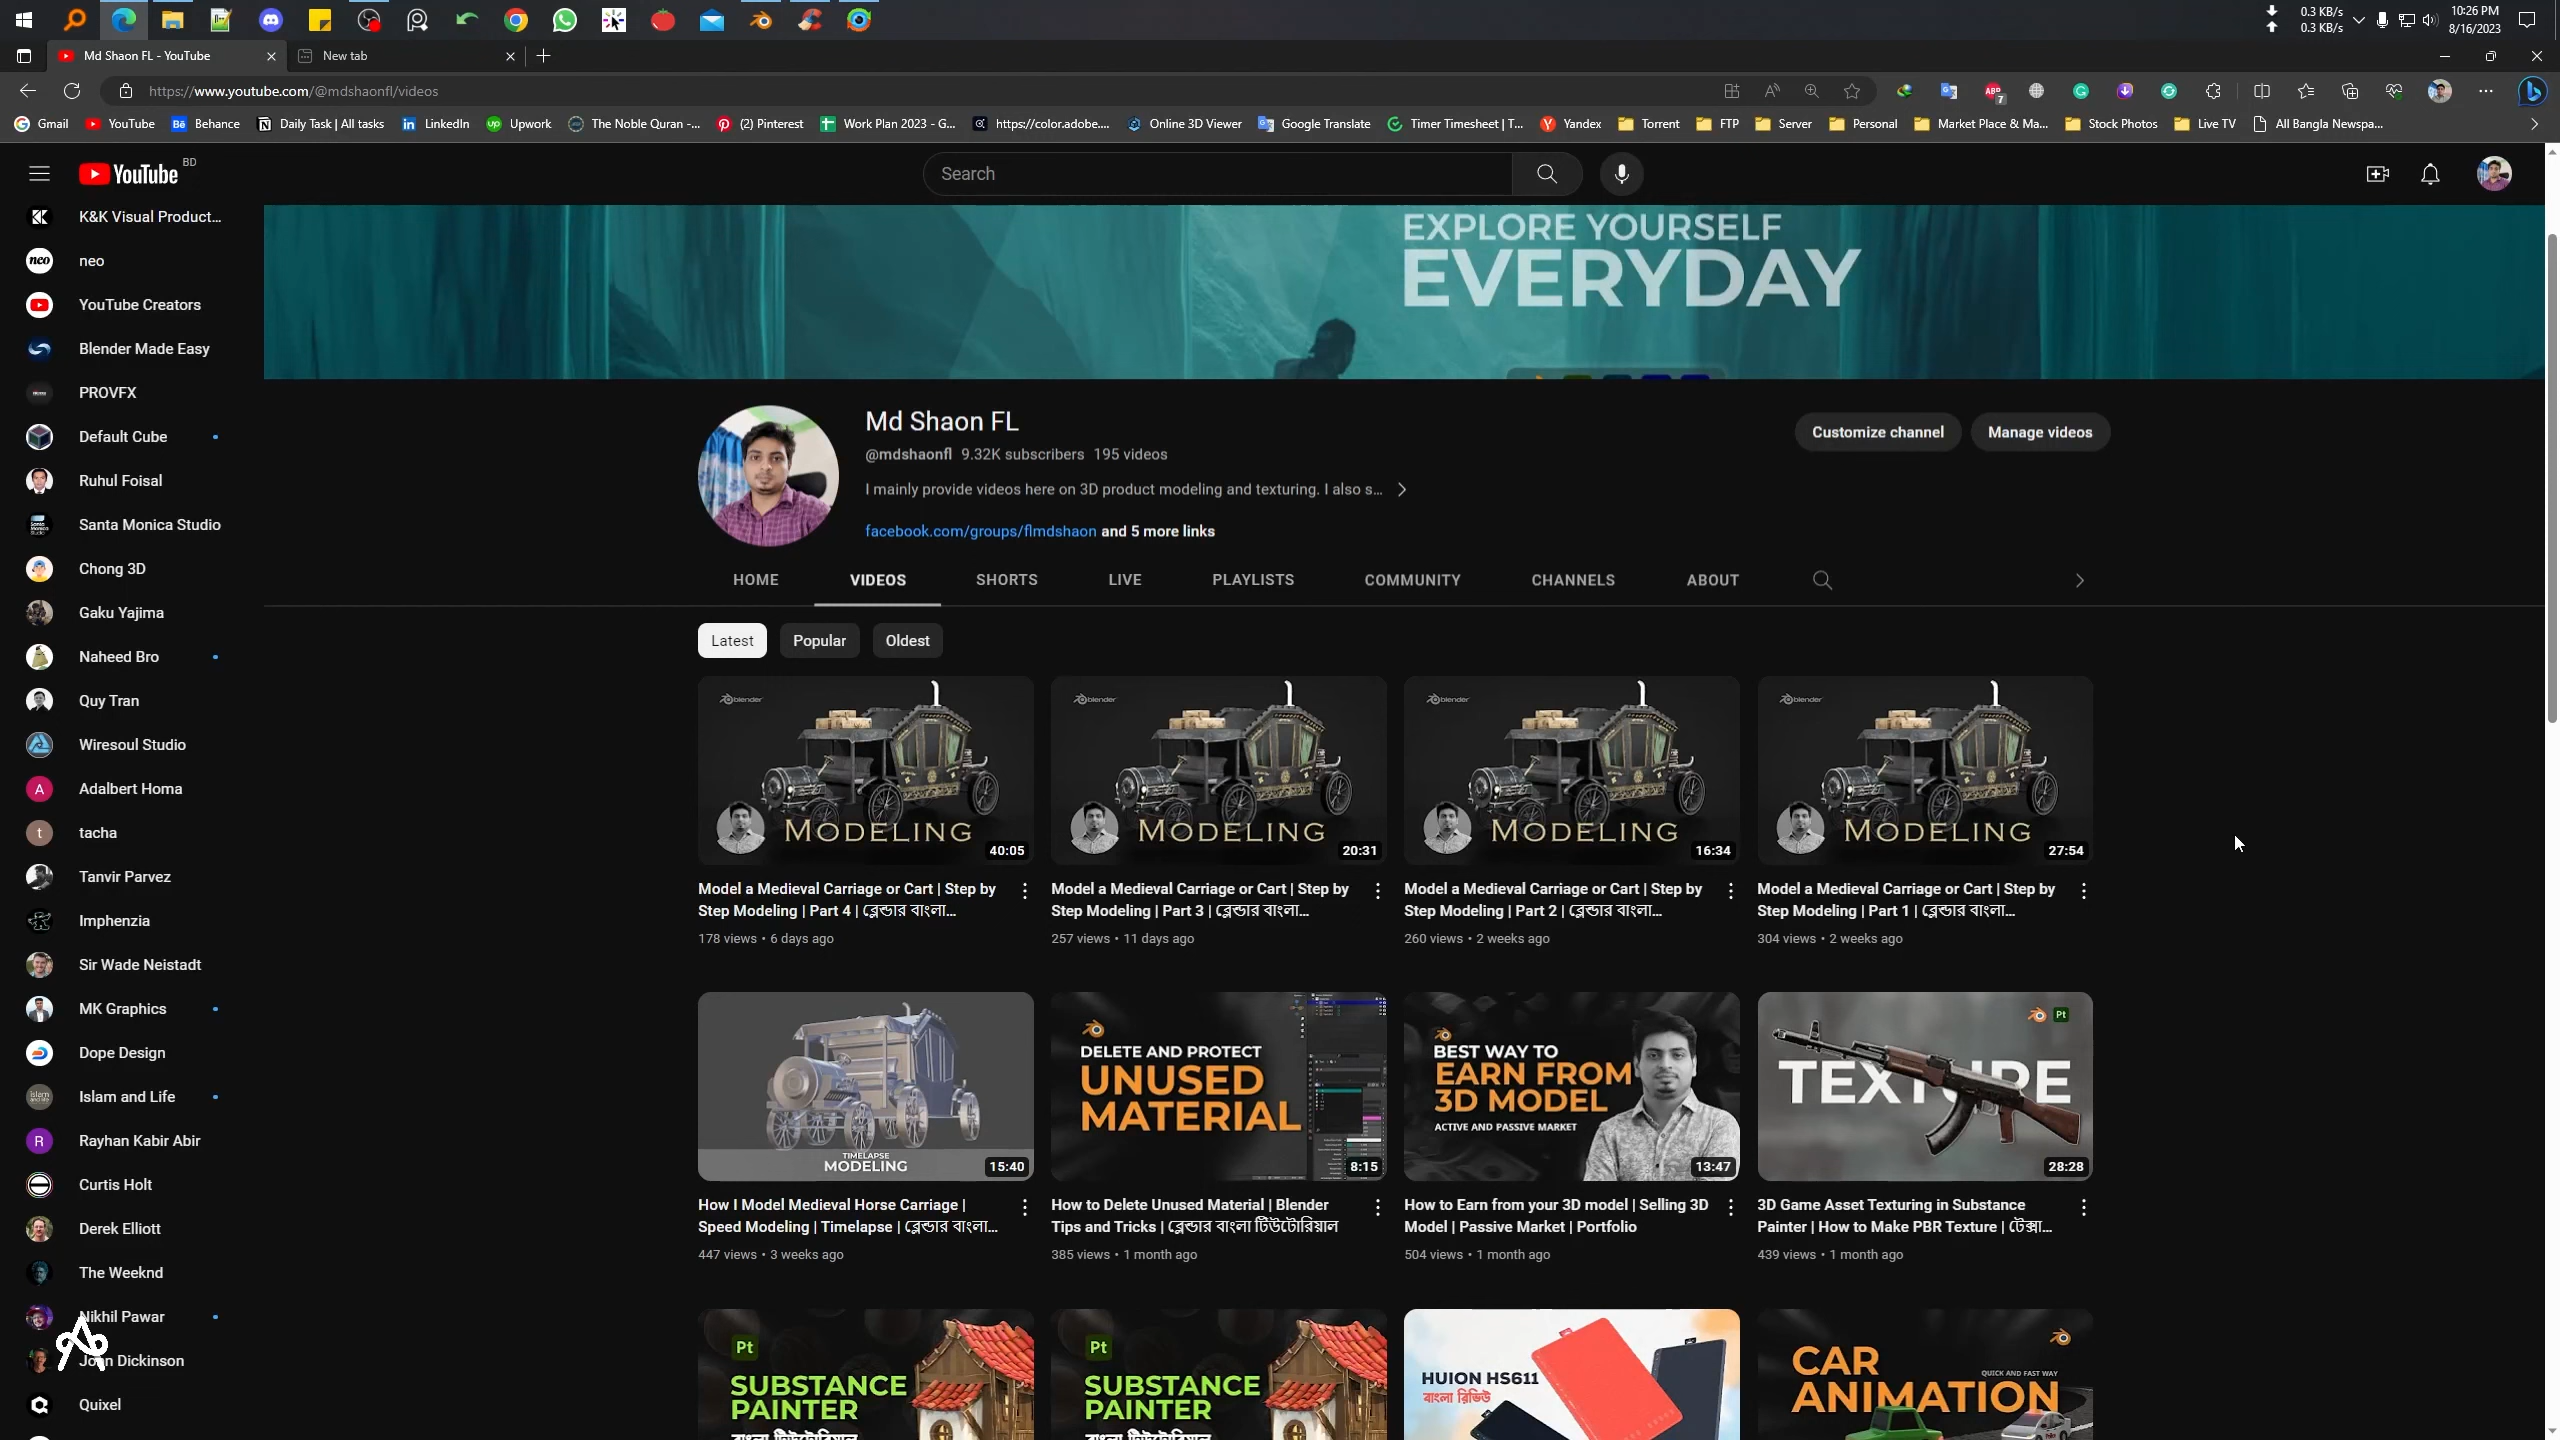 0.3 KB/s
0.3 KB/s
10:26 PM
8/16/2023
Md Shaon FL - YouTube
New tab
https://www.youtube.com/@mdshaonfl/videos
Gmail
YouTube
Behance
Daily Task | All tasks
LinkedIn
Upwork
The Noble Quran -...
(2) Pinterest
Work Plan 2023 - G...
https://color.adobe....
Online 3D Viewer
Google Translate
Timer Timesheet | T...
Yandex
Torrent
FTP
Server
Personal
Market Place & Ma...
Stock Photos
Live TV
All Bangla Newspa...
YouTube BD
Search
K&K Visual Product...
neo
YouTube Creators
Blender Made Easy
PROVFX
Default Cube
Ruhul Foisal
Santa Monica Studio
Chong 3D
Gaku Yajima
Naheed Bro
Quy Tran
Wiresoul Studio
Adalbert Homa
tacha
Tanvir Parvez
Imphenzia
Sir Wade Neistadt
MK Graphics
Dope Design
Islam and Life
Rayhan Kabir Abir
Curtis Holt
Derek Elliott
The Weeknd
Nikhil Pawar
Dickinson
Quixel
EXPLORE YOURSELF
EVERYDAY
Md Shaon FL
@mdshaonfl 9.32K subscribers 195 videos
I mainly provide videos here on 3D product modeling and texturing. I also s...
facebook.com/groups/flmdshaon and 5 more links
Customize channel
Manage videos
HOME
VIDEOS
SHORTS
LIVE
PLAYLISTS
COMMUNITY
CHANNELS
ABOUT
Latest
Popular
Oldest
blender
MODELING
40:05
Model a Medieval Carriage or Cart | Step by
Step Modeling | Part 4 | ব্লেন্ডার বাংলা...
178 views • 6 days ago
blender
MODELING
20:31
Model a Medieval Carriage or Cart | Step by
Step Modeling | Part 3 | ব্লেন্ডার বাংলা...
257 views • 11 days ago
blender
MODELING
16:34
Model a Medieval Carriage or Cart | Step by
Step Modeling | Part 2 | ব্লেন্ডার বাংলা...
260 views • 2 weeks ago
blender
MODELING
27:54
Model a Medieval Carriage or Cart | Step by
Step Modeling | Part 1 | ব্লেন্ডার বাংলা...
304 views • 2 weeks ago
TIMELAPSE
MODELING
15:40
How I Model Medieval Horse Carriage |
Speed Modeling | Timelapse | ব্লেন্ডার বাংলা...
447 views • 3 weeks ago
DELETE AND PROTECT
UNUSED
MATERIAL
8:15
How to Delete Unused Material | Blender
Tips and Tricks | ব্লেন্ডার বাংলা টিউটোরিয়াল
385 views • 1 month ago
BEST WAY TO
EARN FROM
3D MODEL
ACTIVE AND PASSIVE MARKET
13:47
How to Earn from your 3D model | Selling 3D
Model | Passive Market | Portfolio
504 views • 1 month ago
Pt
28:28
3D Game Asset Texturing in Substance
Painter | How to Make PBR Texture | টেক্সা...
439 views • 1 month ago
Pt
SUBSTANCE
PAINTER
বাংলা টিউটোরিয়াল
Pt
SUBSTANCE
PAINTER
বাংলা টিউটোরিয়াল
HUION HS611
বাংলা রিভিউ
CAR
QUICK AND FAST WAY
ANIMATION